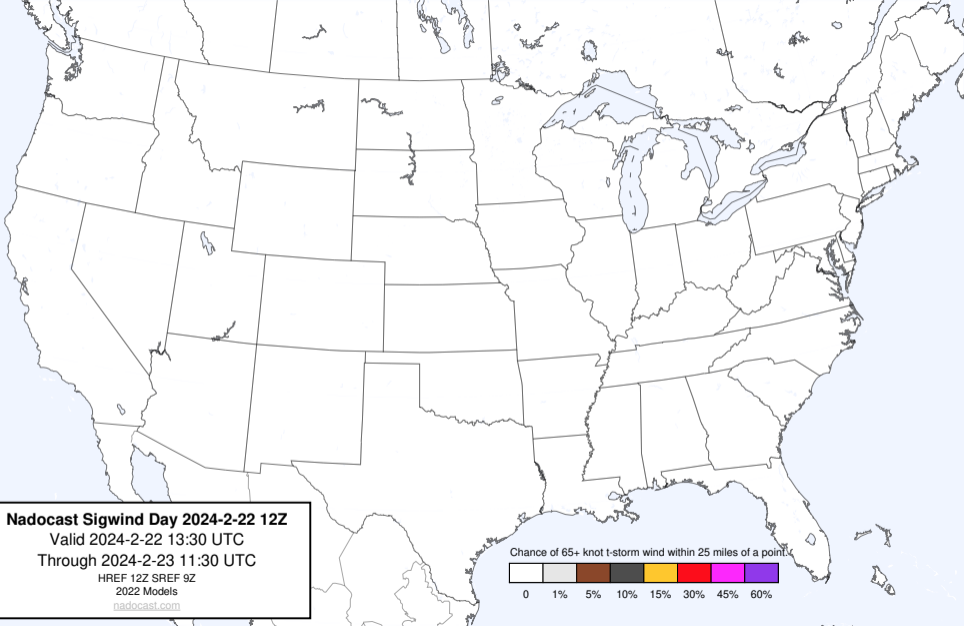 Nadocast Sigwind Day 2024-2-22 12Z
Valid 2024-2-22 13:30 UTC
Through 2024-2-23 11:30 UTC
HREF 12Z SREF 9Z
2022 Models
nadocast.com
Chance of 65+ knot t-storm wind within 25 miles of a point.
0 1% 5% 10% 15% 30% 45% 60%